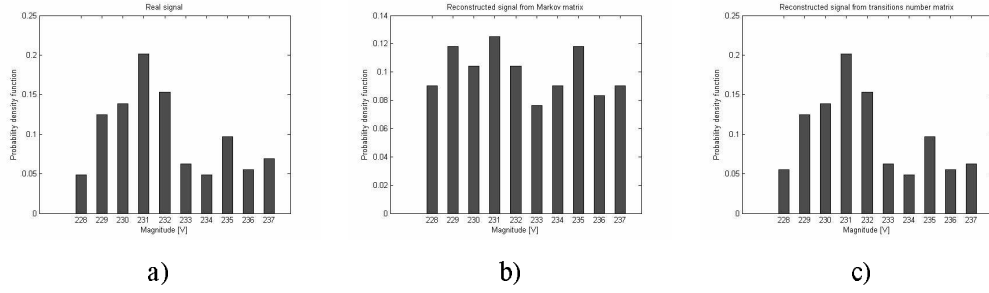 Real signal
Probability density function
0.25
0.2
0.15
0.1
0.05
0
228 229 230 231 232 233 234 235 236 237
Magnitude [V]
a)
Reconstructed signal from Markov matrix
Probability density function
0.14
0.12
0.1
0.08
0.06
0.04
0.02
0
228 229 230 231 232 233 234 235 236 237
Magnitude [V]
b)
Reconstructed signal from transitions number matrix
Probability density function
0.25
0.2
0.15
0.1
0.05
0
228 229 230 231 232 233 234 235 236 237
Magnitude [V]
c)